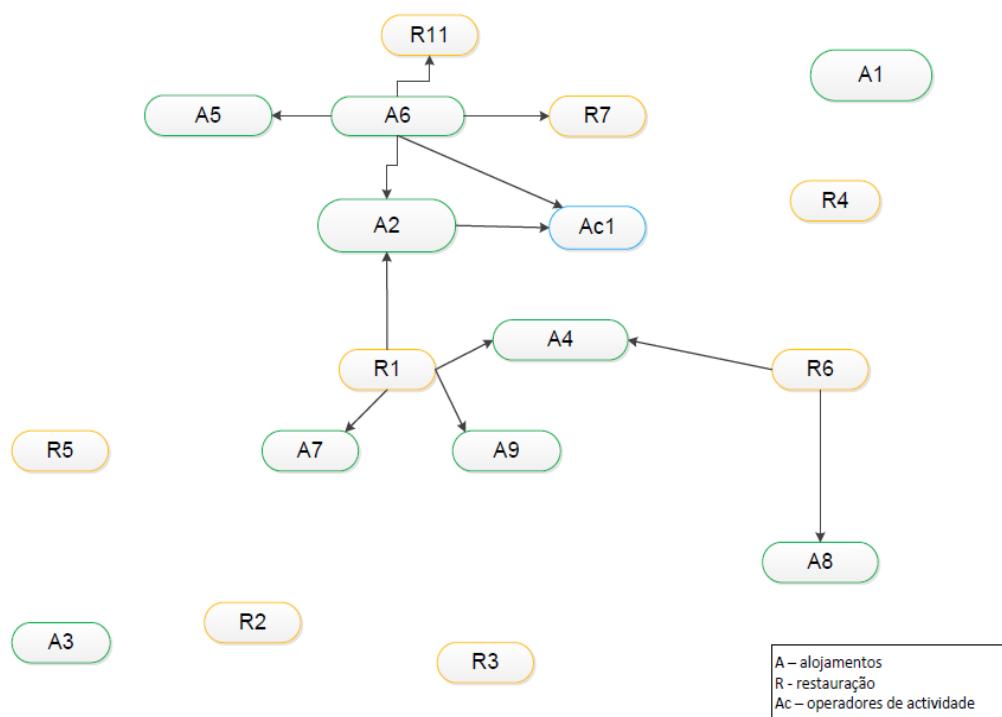 R11
A1
A5
A6
R7
R4
A2
Ac1
A4
R1
R6
R5
A7
A9
A8
R2
A3
R3
A – alojamentos
R - restauração
Ac – operadores de actividade